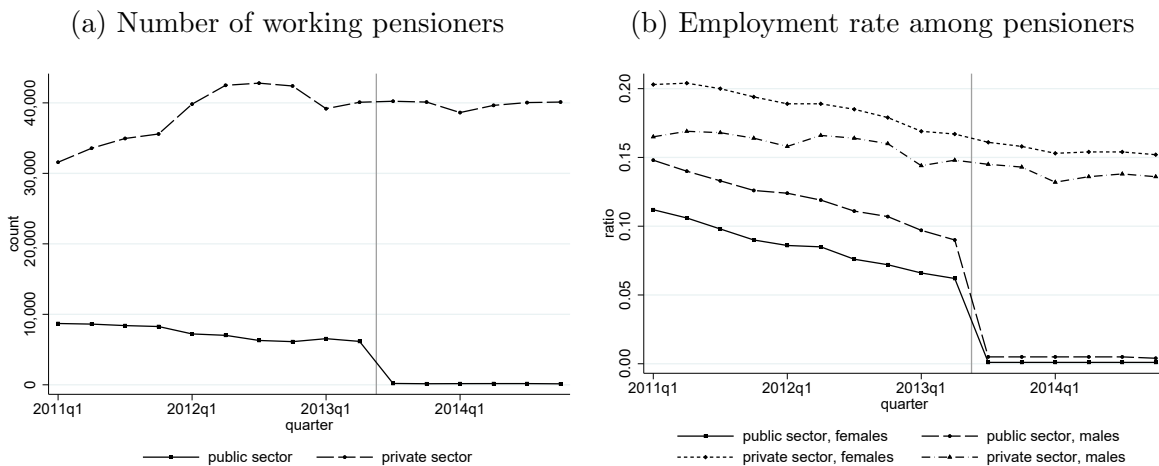 (a) Number of working pensioners
count
40,000
30,000
20,000
10,000
0
2011q1 2012q1 2013q1 2014q1
quarter
public sector private sector
(b) Employment rate among pensioners
ratio
0.20
0.15
0.10
0.05
0.00
2011q1 2012q1 2013q1 2014q1
quarter
public sector, females public sector, males
private sector, females private sector, males